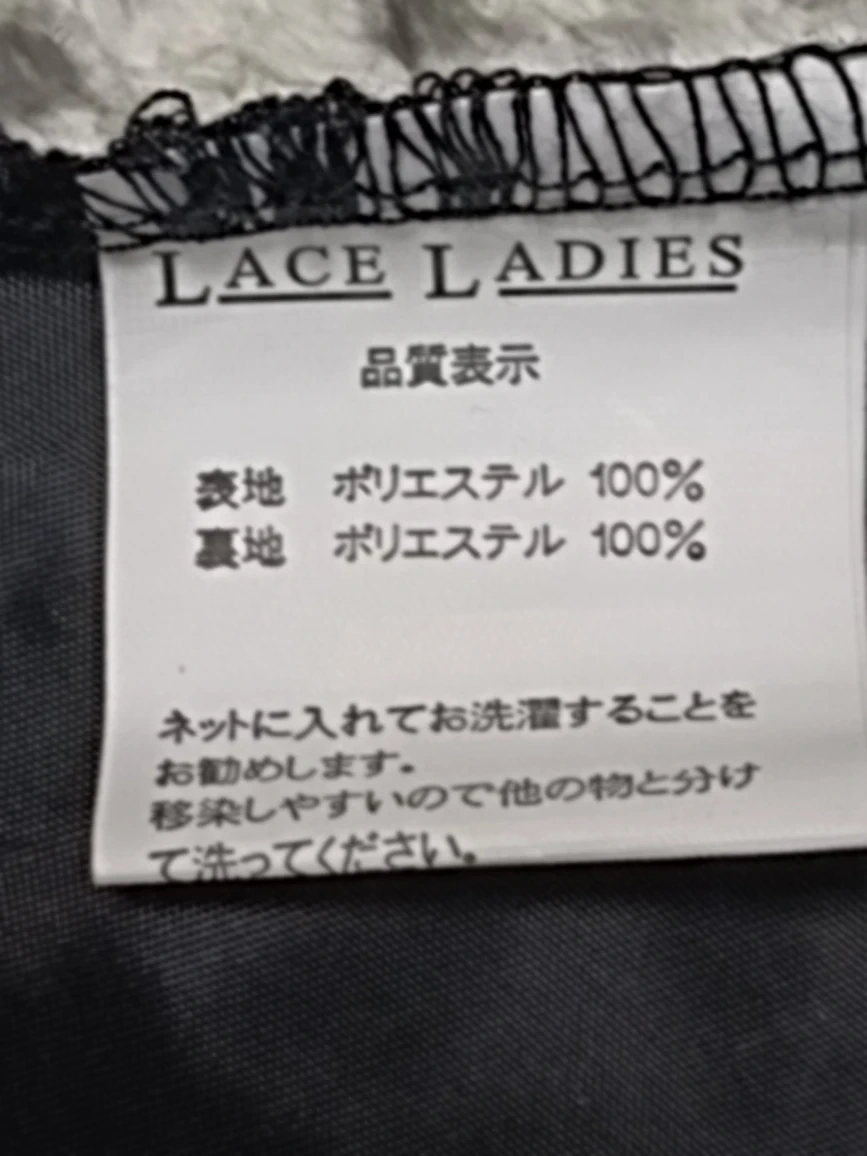 LACE LADIES
品質表示
表地 ポリエステル 100%
裏地 ポリエステル 100%
ネットに入れてお洗濯することを
お勧めします。
移染しやすいので他の物と分け
て洗ってください。